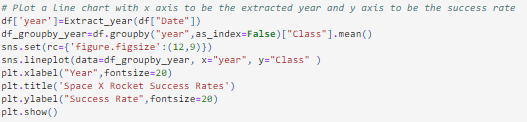 # Plot a line chart with x axis to be the extracted year and y axis to be the success rate
df['year']=Extract_year(df["Date"])
df_groupby_year=df.groupby("year",as_index=False)["Class"].mean()
sns.set(rc={'figure.figsize':(12,9)})
sns.lineplot(data=df_groupby_year, x="year", y="Class" )
plt.xlabel("Year",fontsize=20)
plt.title('Space X Rocket Success Rates')
plt.ylabel("Success Rate",fontsize=20)
plt.show()